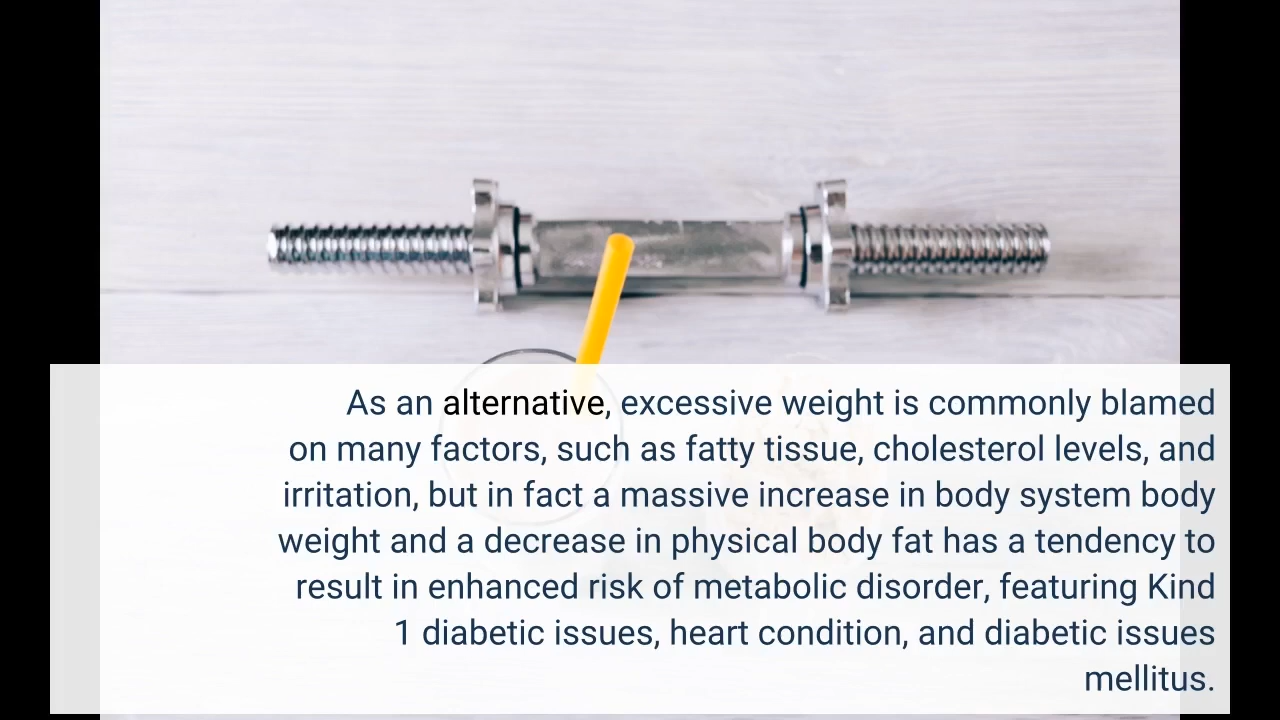 As an alternative, excessive weight is commonly blamed
on many factors, such as fatty tissue, cholesterol levels, and
irritation, but in fact a massive increase in body system body
weight and a decrease in physical body fat has a tendency to
result in enhanced risk of metabolic disorder, featuring Kind
1 diabetic issues, heart condition, and diabetic issues
mellitus.